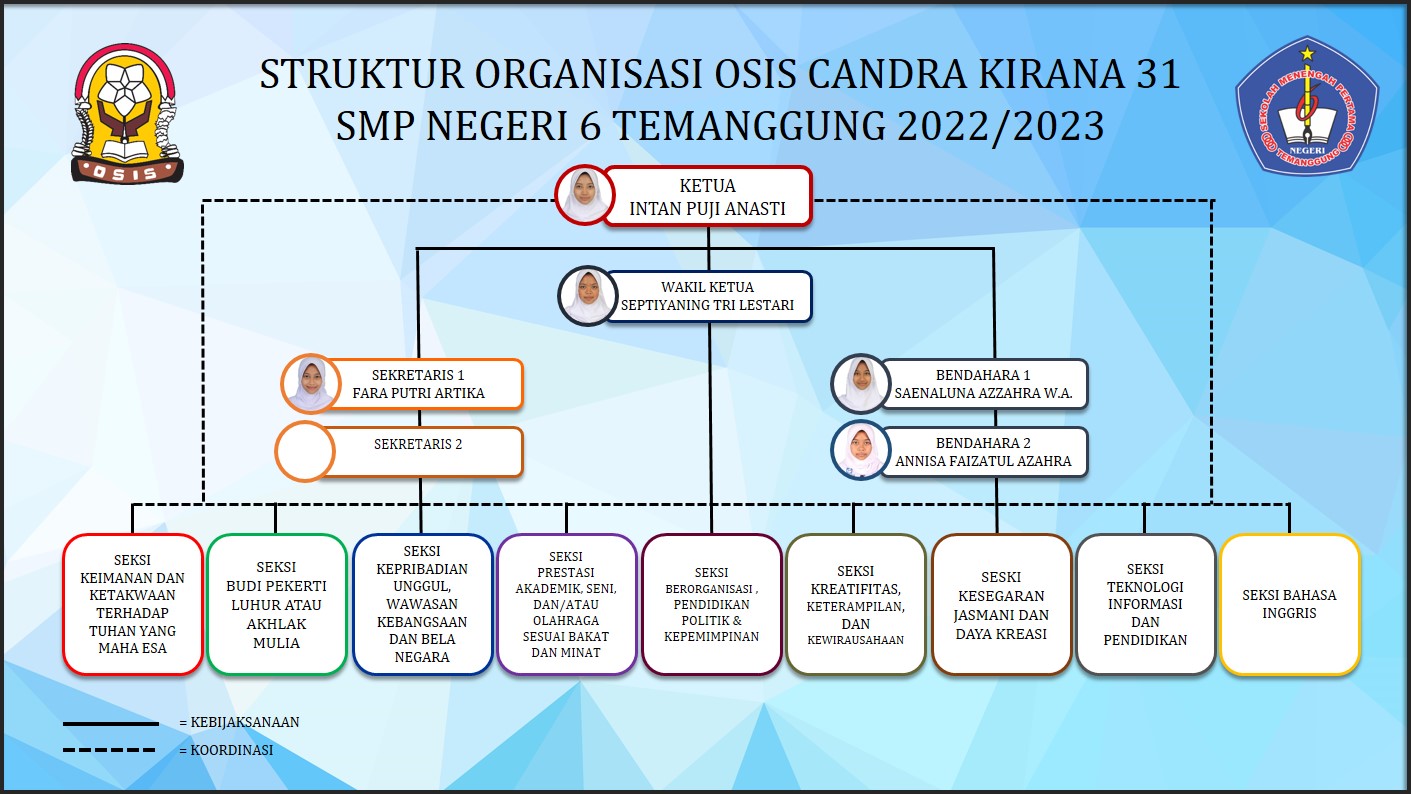 STRUKTUR ORGANISASI OSIS CANDRA KIRANA 31
SMP NEGERI 6 TEMANGGUNG 2022/2023
OSIS
SEKOLAH MENENGAH PERTAMA
NEGERI
TEMANGGUNG
KETUA
INTAN PUJI ANASTI
WAKIL KETUA
SEPTIYANING TRI LESTARI
SEKRETARIS 1
FARA PUTRI ARTIKA
SEKRETARIS 2
BENDAHARA 1
SAENALUNA AZZAHRA W.A.
BENDAHARA 2
ANNISA FAIZATUL AZAHRA
SEKSI
KEIMANAN DAN
KETAKWAAN
TERHADAP
TUHAN YANG
MAHA ESA
SEKSI
BUDI PEKERTI
LUHUR ATAU
AKHLAK
MULIA
SEKSI
KEPRIBADIAN
UNGGUL,
WAWASAN
KEBANGSAAN
DAN BELA
NEGARA
SEKSI
PRESTASI
AKADEMIK, SENI,
DAN/ATAU
OLAHRAGA
SESUAI BAKAT
DAN MINAT
SEKSI
BERORGANISASI ,
PENDIDIKAN
POLITIK &
KEPEMIMPINAN
SEKSI
KREATIFITAS,
KETERAMPILAN,
DAN
KEWIRAUSAHAAN
SESKI
KESEGARAN
JASMANI DAN
DAYA KREASI
SEKSI
TEKNOLOGI
INFORMASI
DAN
PENDIDIKAN
SEKSI BAHASA
INGGRIS
= KEBIJAKSANAAN
= KOORDINASI